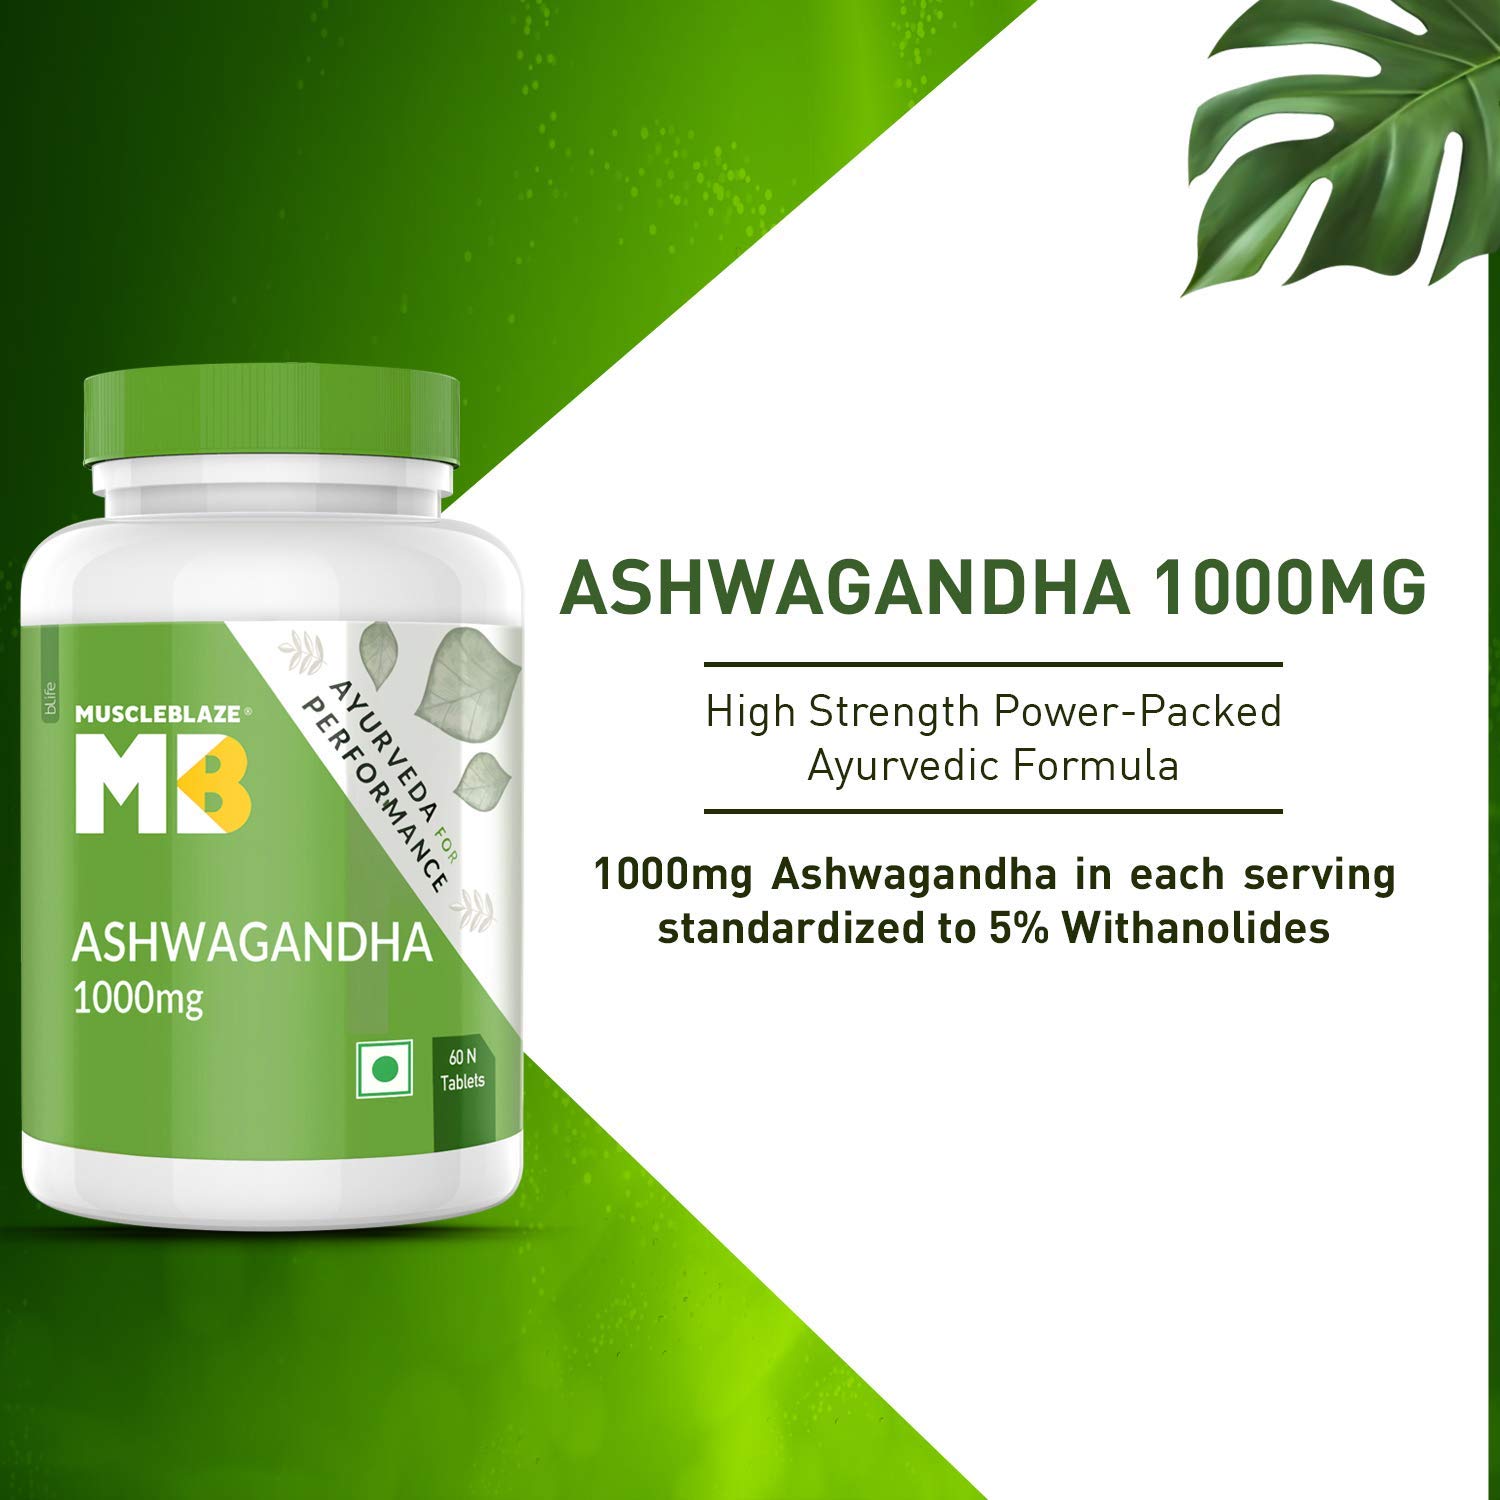 bLife
MUSCLEBLAZE®
MB
AYURVEDA FOR
PERFORMANCE
ASHWAGANDHA
1000mg
60 N
Tablets
ASHWAGANDHA 1000MG
High Strength Power-Packed
Ayurvedic Formula
1000mg Ashwagandha in each serving
standardized to 5% Withanolides